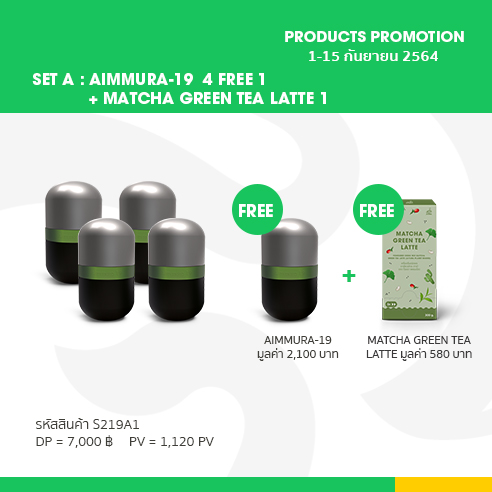 PRODUCTS PROMOTION
1-15 กันยายน 2564
SET A : AIMMURA-19 4 FREE 1
+ MATCHA GREEN TEA LATTE 1
FREE
FREE
MATCHA
GREEN TEA
LATTE
+
AIMMURA-19
มูลค่า 2,100 บาท
MATCHA GREEN TEA
LATTE มูลค่า 580 บาท
รหัสสินค้า S219A1
DP = 7,000 ฿ PV = 1,120 PV